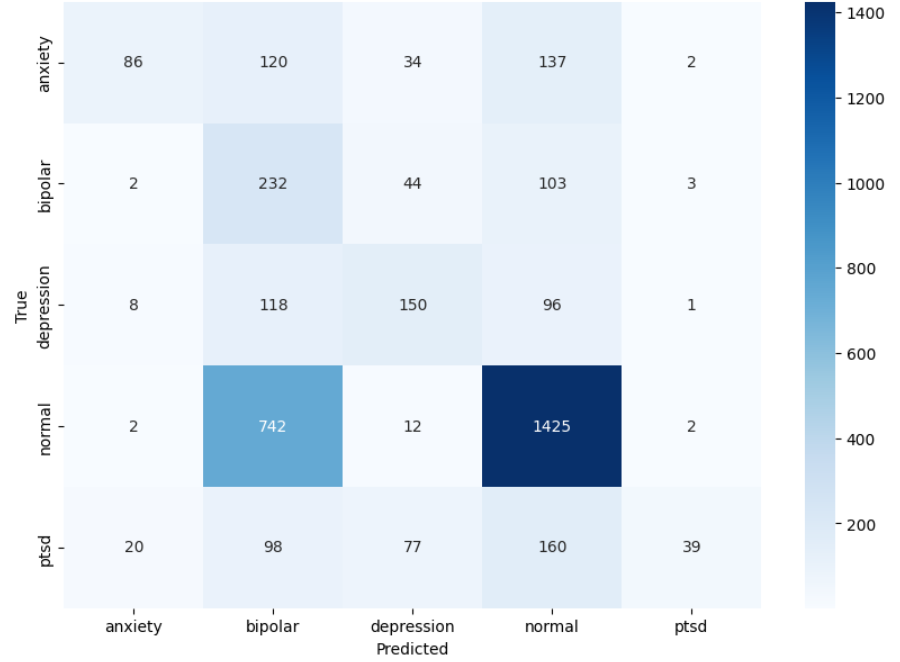 anxiety 86 120 34 137 2
bipolar 2 232 44 103 3
depression 8 118 150 96 1
normal 2 742 12 1425 2
ptsd 20 98 77 160 39
True
anxiety bipolar depression normal ptsd
Predicted
1400
1200
1000
800
600
400
200